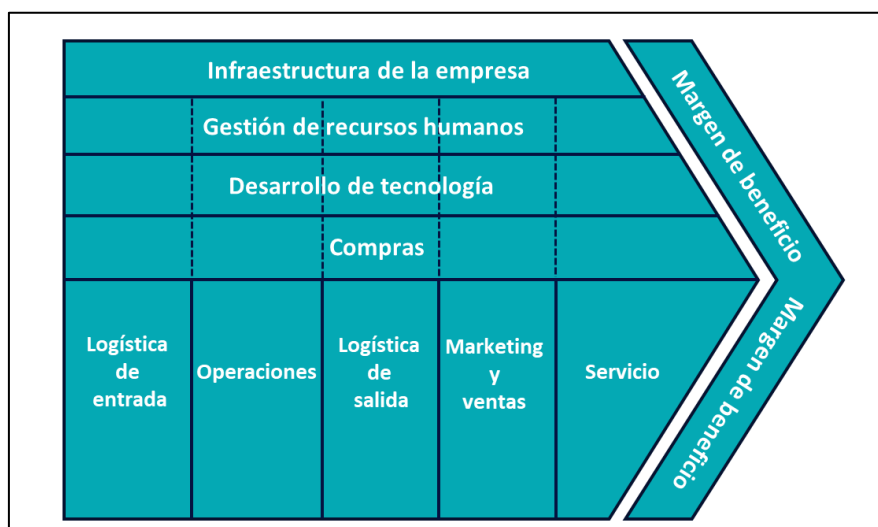 Infraestructura de la empresa
Gestión de recursos humanos
Desarrollo de tecnología
Compras
Logística
de
entrada
Operaciones
Logística
de
salida
Marketing
y
ventas
Servicio
Margen de beneficio
Margen de beneficio